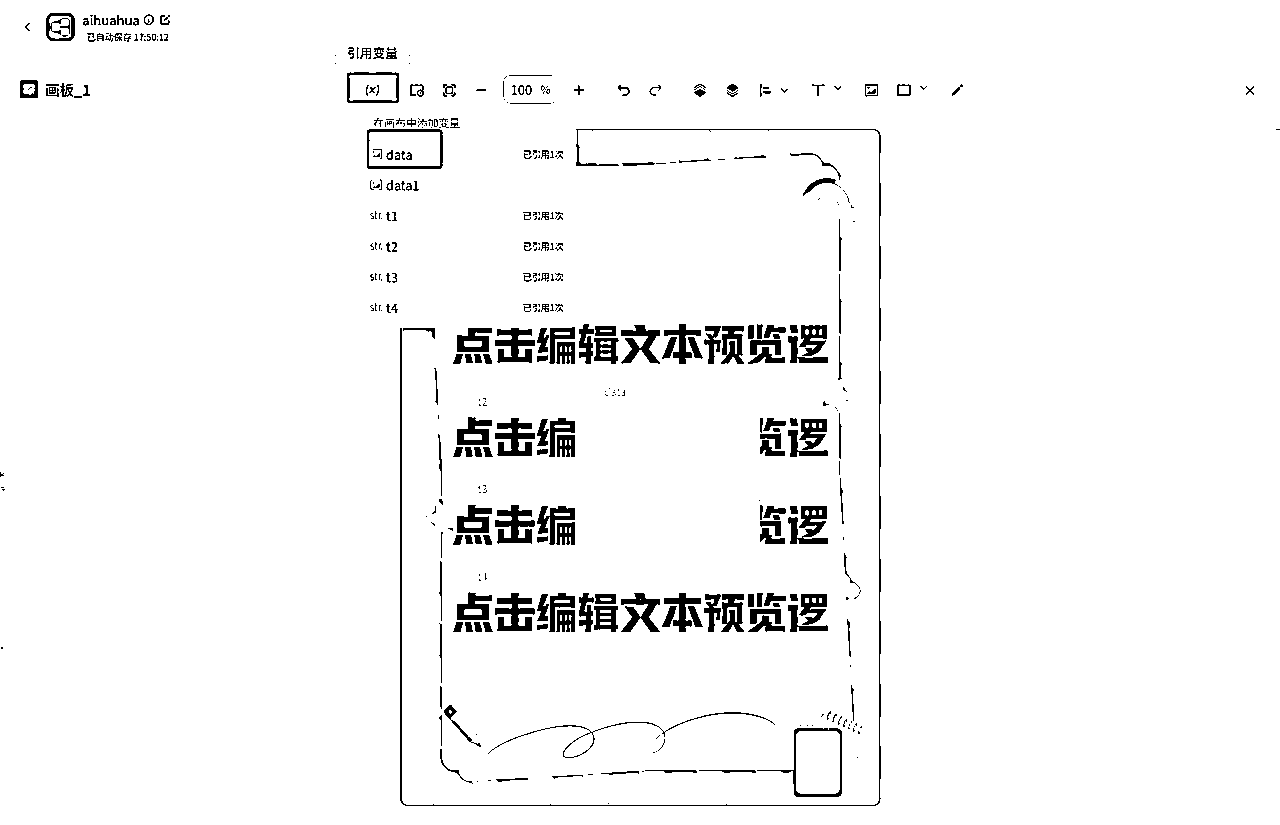 aihuahua
已自动保存 17:50:12
引用变量
画板_1
(x)
100 %
在画布中添加变量
data 已引用1次
data1
str. t1 已引用1次
str. t2 已引用1次
str. t3 已引用1次
str. t4 已引用1次
点击编辑文本预览逻
data
t2
点击编 览逻
t3
点击编 览逻
点击编辑文本预览逻